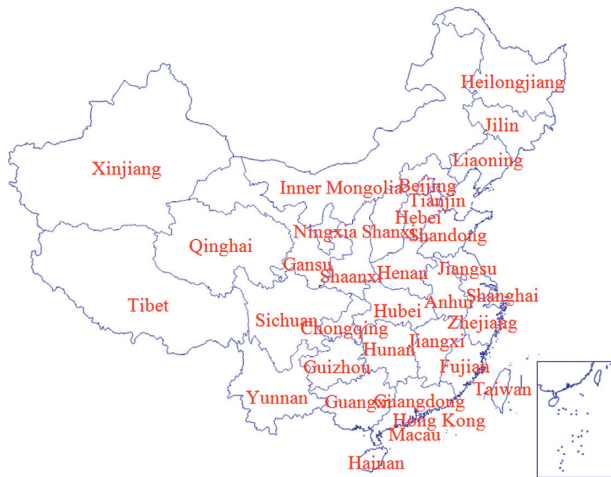 Heilongjiang
Jilin
Liaoning
Xinjiang
Inner Mongolia
Beijing
Tianjin
Hebei
Ningxia
Shanxi
Shandong
Qinghai
Gansu
Shaanxi
Henan
Jiangsu
Tibet
Hubei
Anhui
Shanghai
Sichuan
Chongqing
Zhejiang
Hunan
Jiangxi
Guizhou
Fujian
Yunnan
Guangxi
Guangdong
Taiwan
Hong Kong
Macau
Hainan